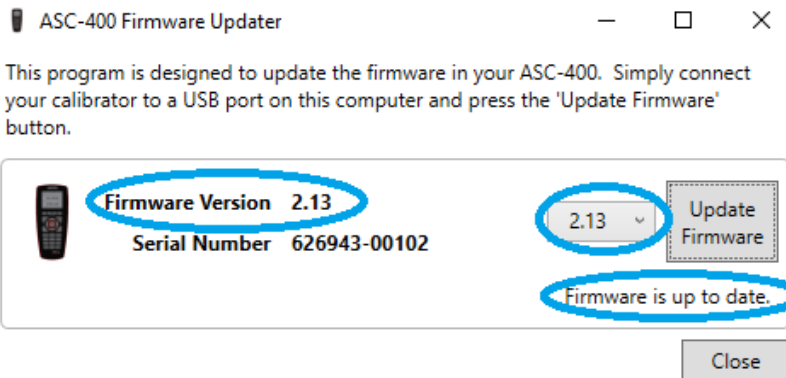 ASC-400 Firmware Updater
This program is designed to update the firmware in your ASC-400. Simply connect
your calibrator to a USB port on this computer and press the 'Update Firmware'
button.
Firmware Version 2.13
Serial Number 626943-00102
2.13
Update
Firmware
Firmware is up to date.
Close